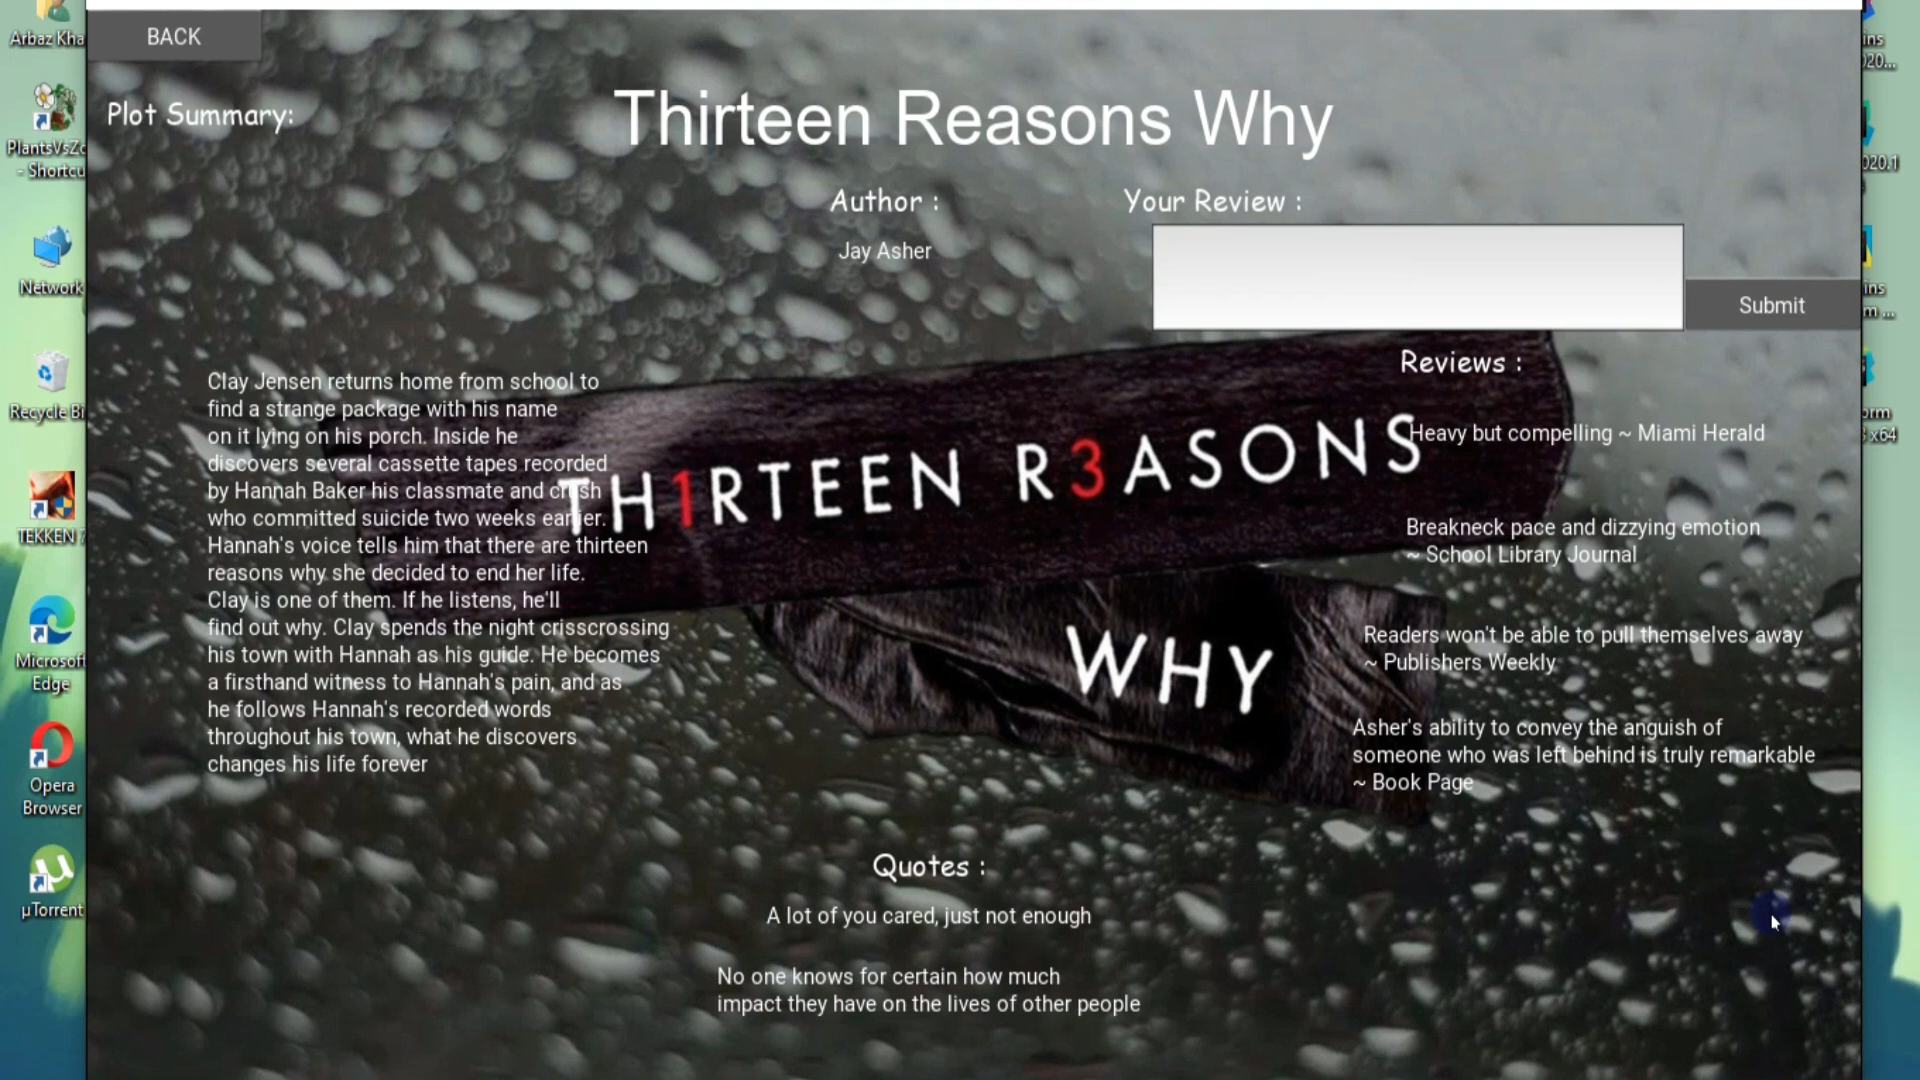 Arbaz Kha
BACK
Plot Summary:
Thirteen Reasons Why
Author :
Jay Asher
Your Review :
Submit
Reviews :
Heavy but compelling ~ Miami Herald
Breakneck pace and dizzying emotion
~ School Library Journal
Readers won't be able to pull themselves away
~ Publishers Weekly
Asher's ability to convey the anguish of
someone who was left behind is truly remarkable
~ Book Page
Clay Jensen returns home from school to
find a strange package with his name
on it lying on his porch. Inside he
discovers several cassette tapes recorded
by Hannah Baker his classmate and crush
who committed suicide two weeks earlier.
Hannah's voice tells him that there are thirteen
reasons why she decided to end her life.
Clay is one of them. If he listens, he'll
find out why. Clay spends the night crisscrossing
his town with Hannah as his guide. He becomes
a firsthand witness to Hannah's pain, and as
he follows Hannah's recorded words
throughout his town, what he discovers
changes his life forever
TH1RTEEN R3ASONS
WHY
Quotes :
A lot of you cared, just not enough
No one knows for certain how much
impact they have on the lives of other people
PlantsVsZo
- Shortcu
Network
Recycle Bi
TEKKEN 7
Microsoft
Edge
Opera
Browser
µTorrent
ins
020...
020.1
ins
m ...
orm
x64